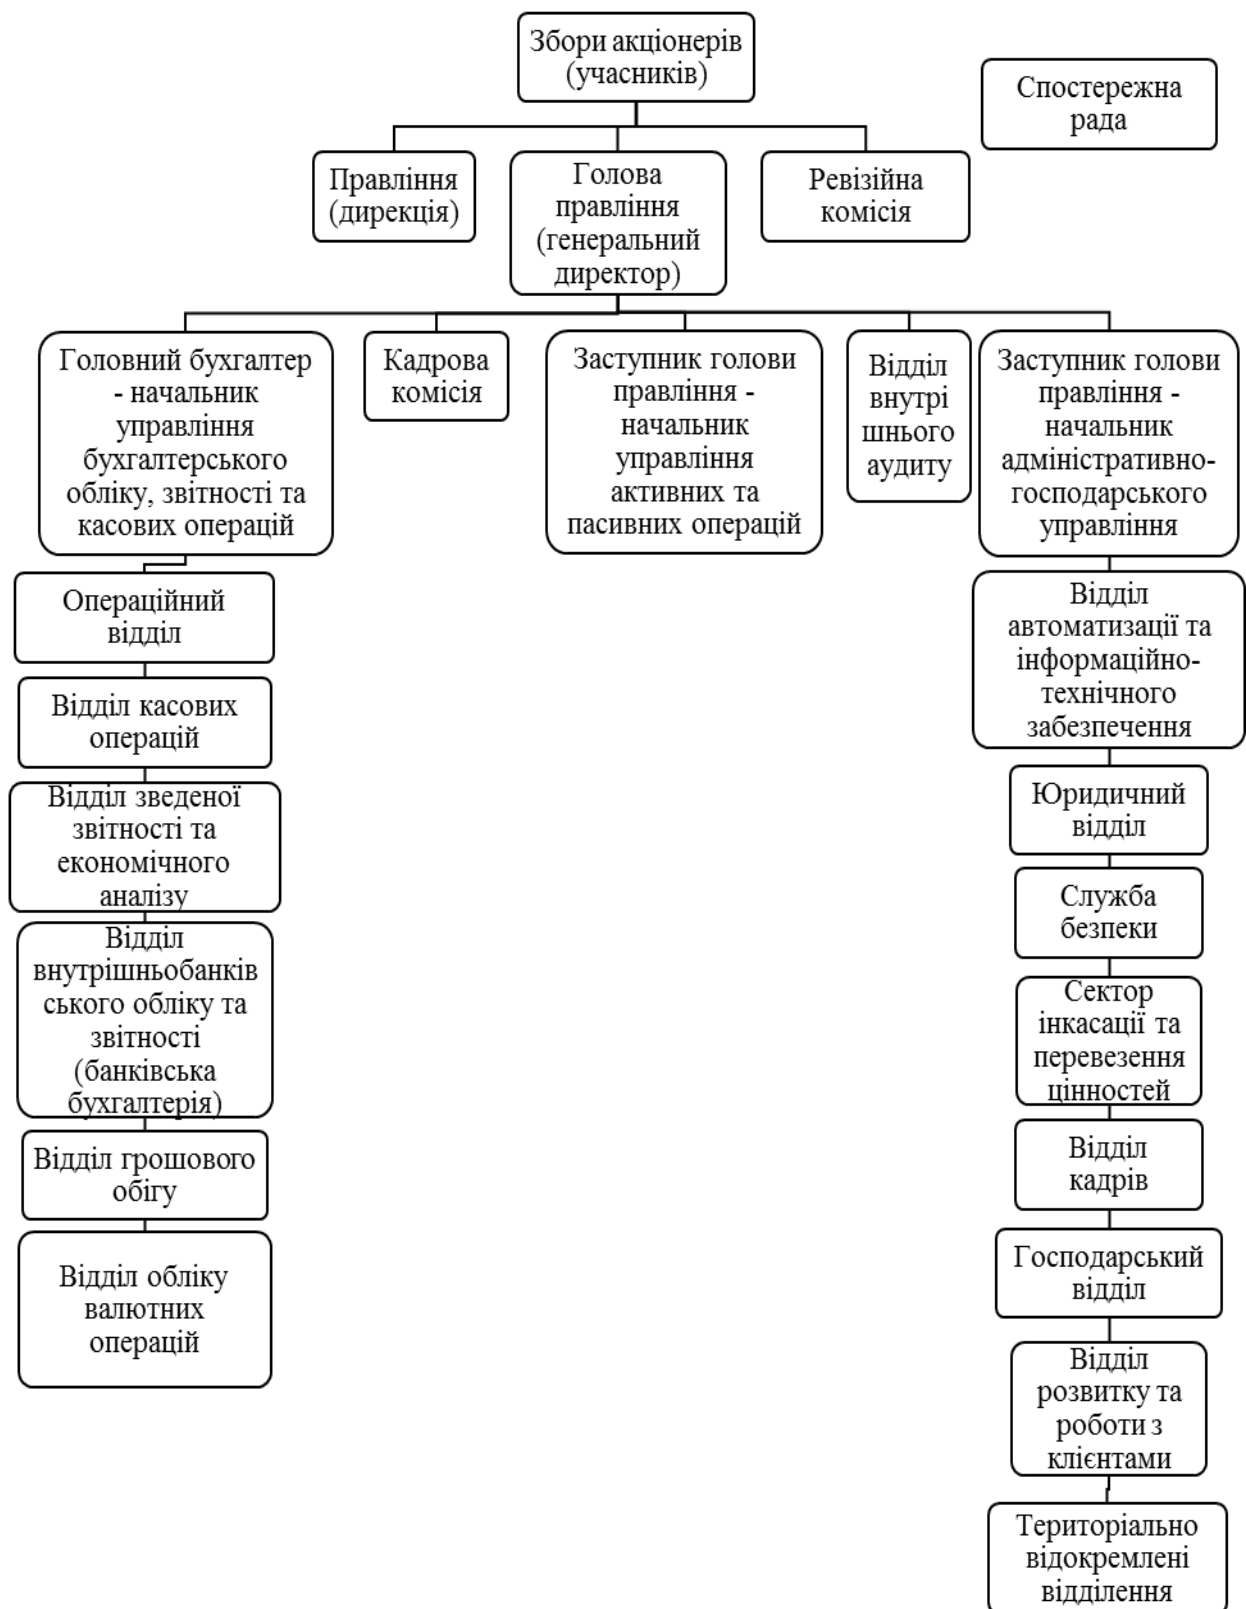 Збори акціонерів
(учасників)
Спостережна
рада
Правління
(дирекція)
Голова
правління
(генеральний
директор)
Ревізійна
комісія
Головний бухгалтер
- начальник
управління
бухгалтерського
обліку, звітності та
касових операцій
Кадрова
комісія
Заступник голови
правління -
начальник
управління
активних та
пасивних операцій
Відділ
внутрі
шнього
аудиту
Заступник голови
правління -
начальник
адміністративно-
господарського
управління
Операційний
відділ
Відділ касових
операцій
Відділ зведеної
звітності та
економічного
аналізу
Відділ
внутрішньобанків
ського обліку та
звітності
(банківська
бухгалтерія)
Відділ грошового
обігу
Відділ обліку
валютних
операцій
Відділ
автоматизації та
інформаційно-
технічного
забезпечення
Юридичний
відділ
Служба
безпеки
Сектор
інкасації та
перевезення
цінностей
Відділ
кадрів
Господарський
відділ
Відділ
розвитку та
роботи з
клієнтами
Територіально
відокремлені
відділення